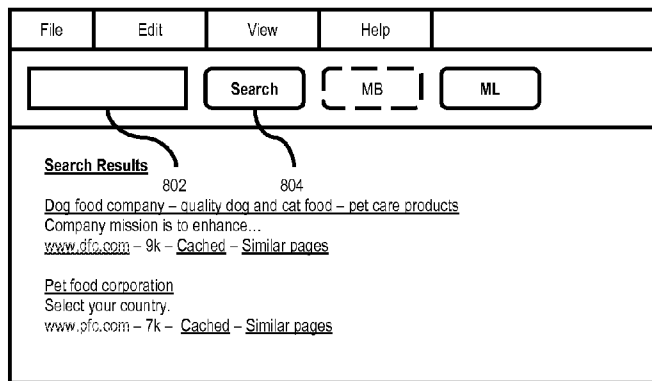 File Edit View Help
Search MB ML
Search Results
802 804
Dog food company – quality dog and cat food – pet care products
Company mission is to enhance...
www.dfc.com – 9k – Cached – Similar pages
Pet food corporation
Select your country.
www.pfc.com – 7k – Cached – Similar pages